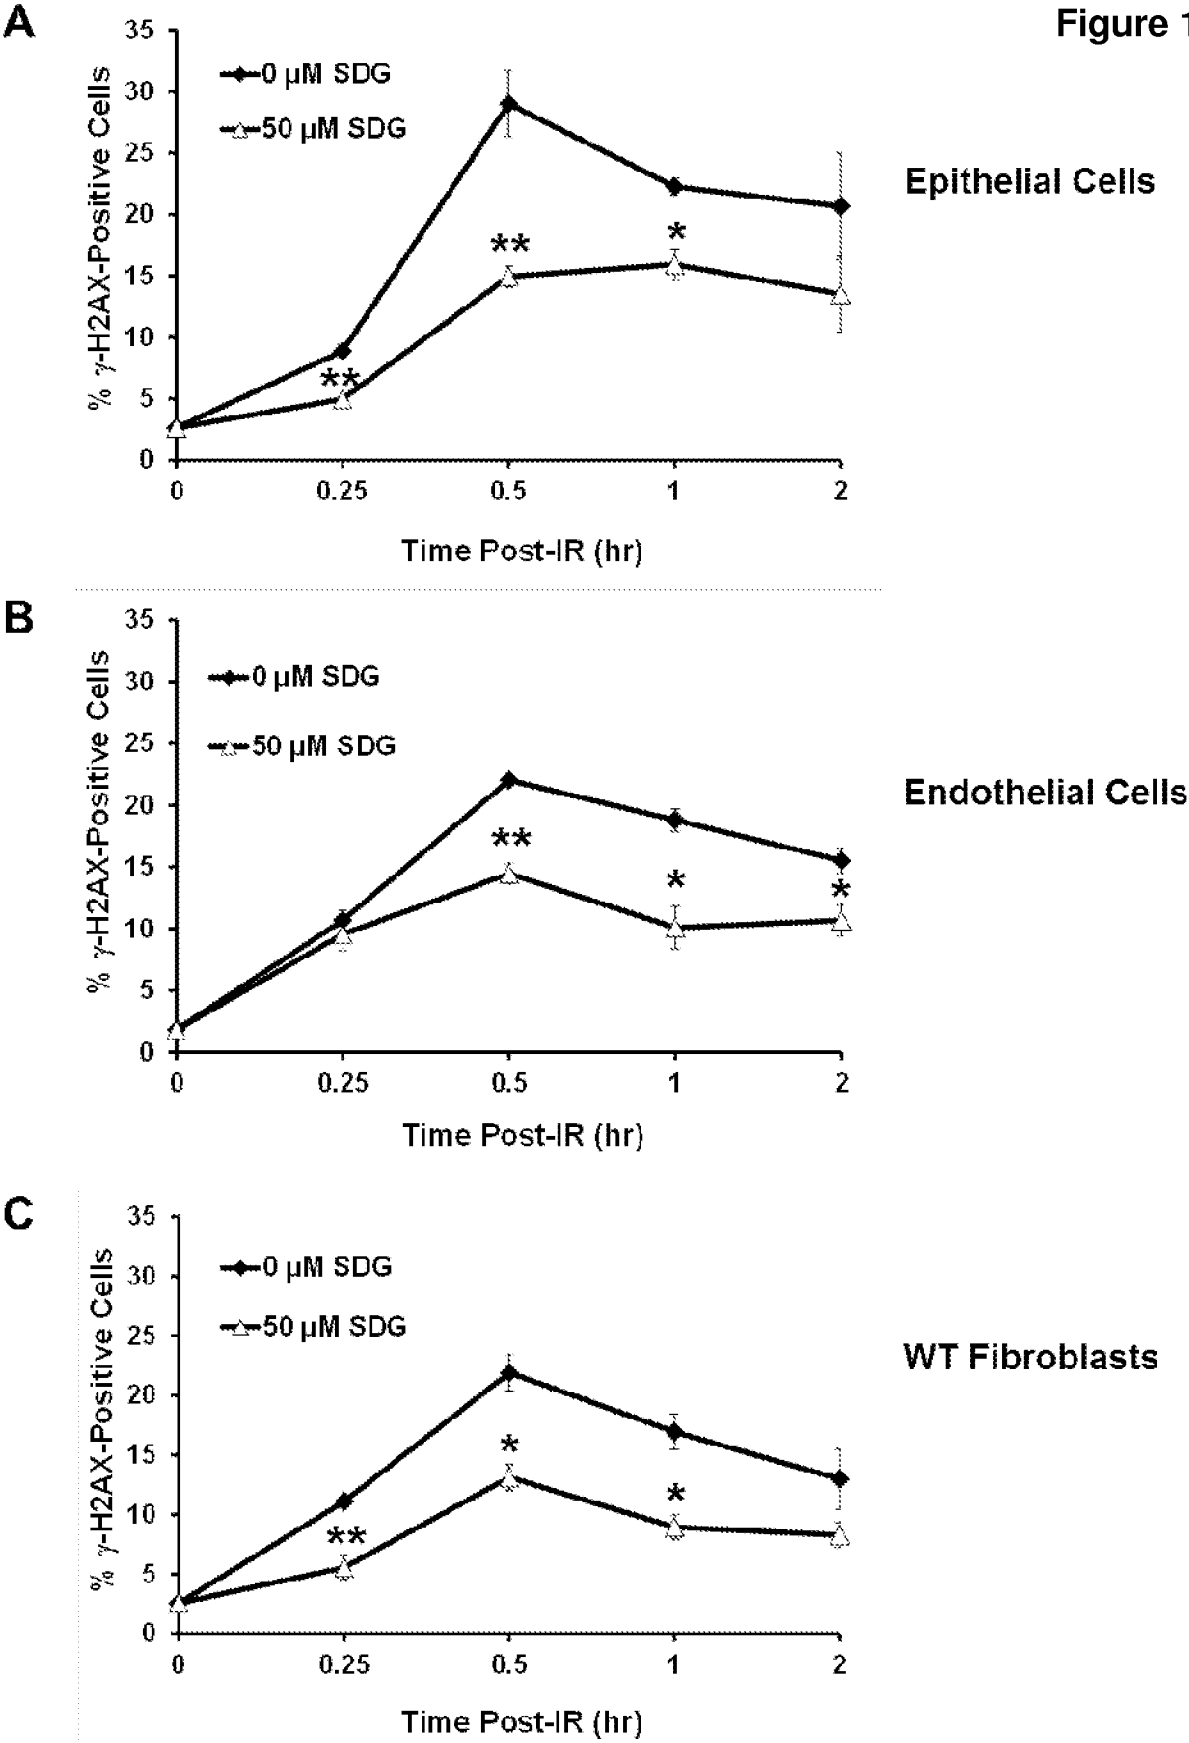 A
Figure 1
35
30
25
20
15
10
5
0
% γ-H2AX-Positive Cells
0 µM SDG
50 µM SDG
**
**
*
0 0.25 0.5 1 2
Time Post-IR (hr)
Epithelial Cells
B
35
30
25
20
15
10
5
0
% γ-H2AX-Positive Cells
0 µM SDG
50 µM SDG
**
*
*
0 0.25 0.5 1 2
Time Post-IR (hr)
Endothelial Cells
C
35
30
25
20
15
10
5
0
% γ-H2AX-Positive Cells
0 µM SDG
50 µM SDG
**
*
*
0 0.25 0.5 1 2
Time Post-IR (hr)
WT Fibroblasts